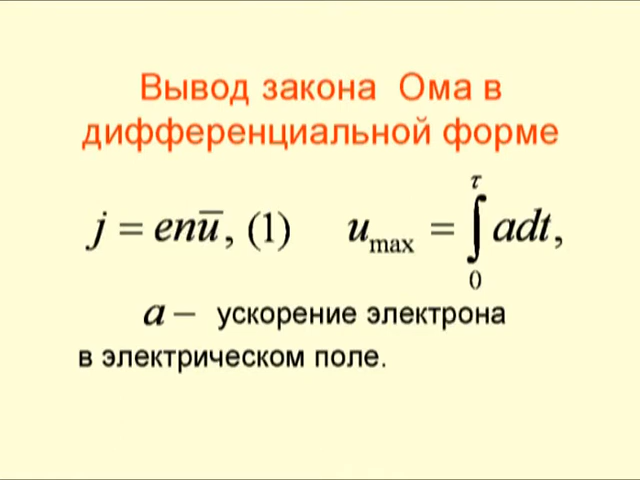 Вывод закона Ома в
дифференциальной форме
j = enū, (1) u_max = ∫₀^τ adt,
a – ускорение электрона
в электрическом поле.